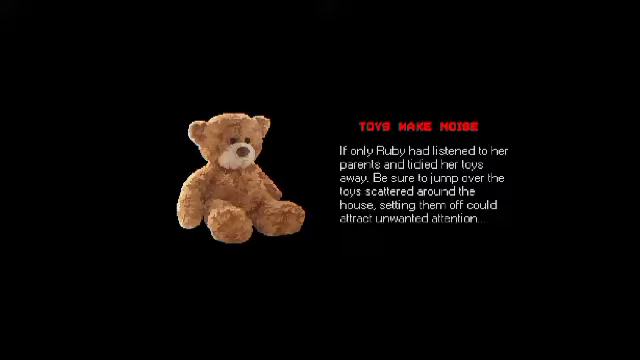 TOYS MAKE NOISE
If only Ruby had listened to her
parents and tidied her toys
away. Be sure to jump over the
toys scattered around the
house, setting them off could
attract unwanted attention...